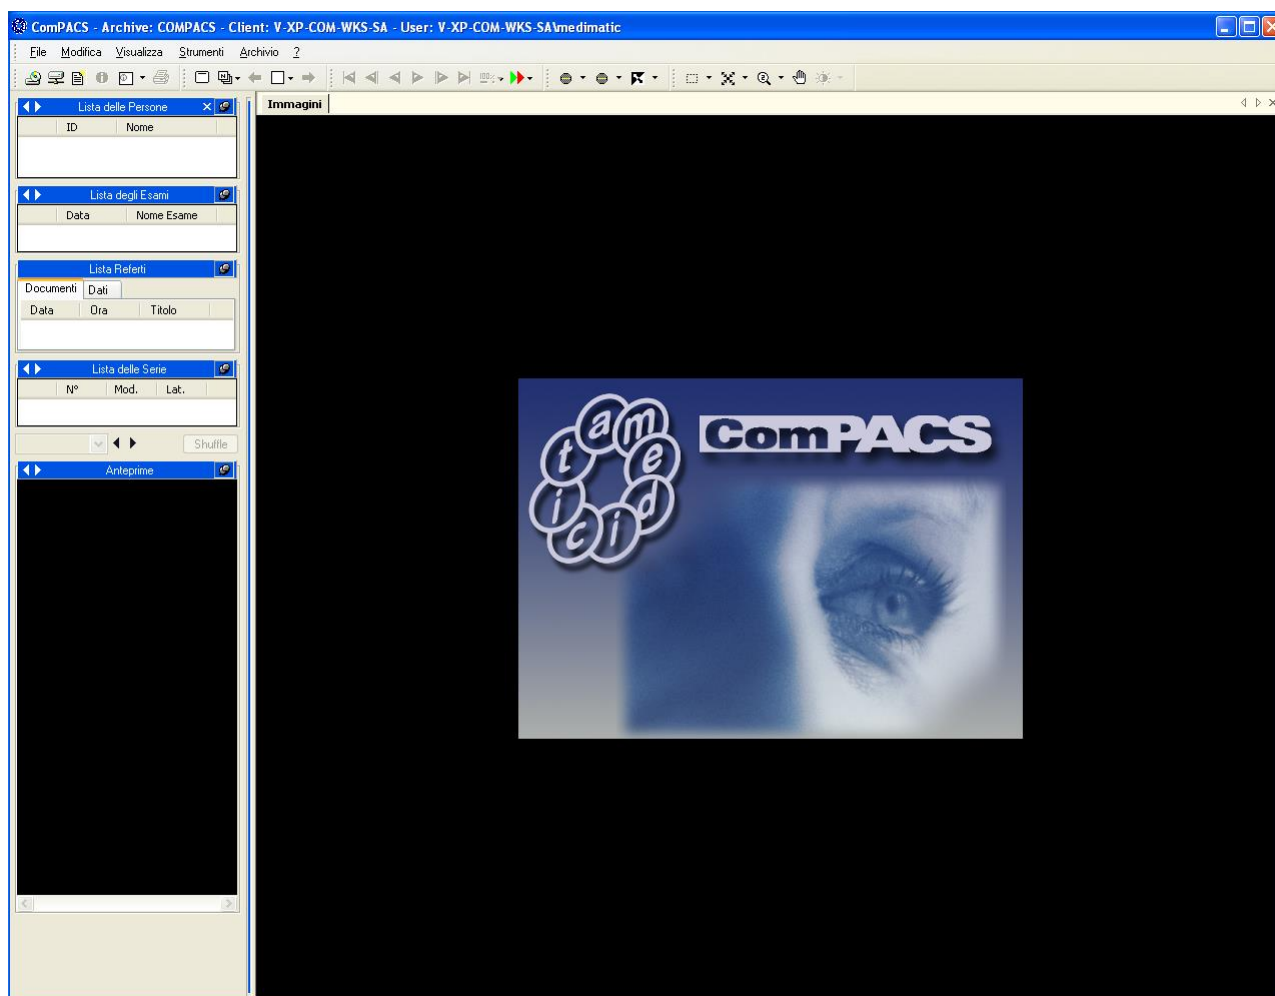 ComPACS - Archive: COMPACS - Client: V-XP-COM-WKS-SA - User: V-XP-COM-WKS-SA\medimatic
File Modifica Visualizza Strumenti Archivio ?
100%
Lista delle Persone
ID Nome
Lista degli Esami
Data Nome Esame
Lista Referti
Documenti Dati
Data Ora Titolo
Lista delle Serie
N° Mod. Lat.
Shuffle
Anteprime
Immagini
medimatic
ComPACS